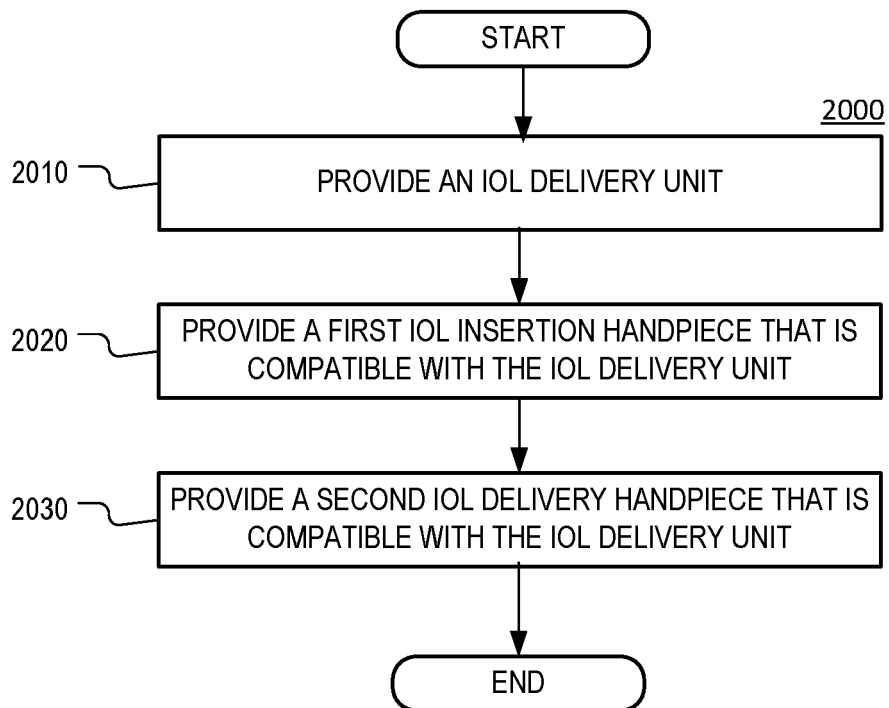 START
2000
2010
PROVIDE AN IOL DELIVERY UNIT
2020
PROVIDE A FIRST IOL INSERTION HANDPIECE THAT IS
COMPATIBLE WITH THE IOL DELIVERY UNIT
2030
PROVIDE A SECOND IOL DELIVERY HANDPIECE THAT IS
COMPATIBLE WITH THE IOL DELIVERY UNIT
END